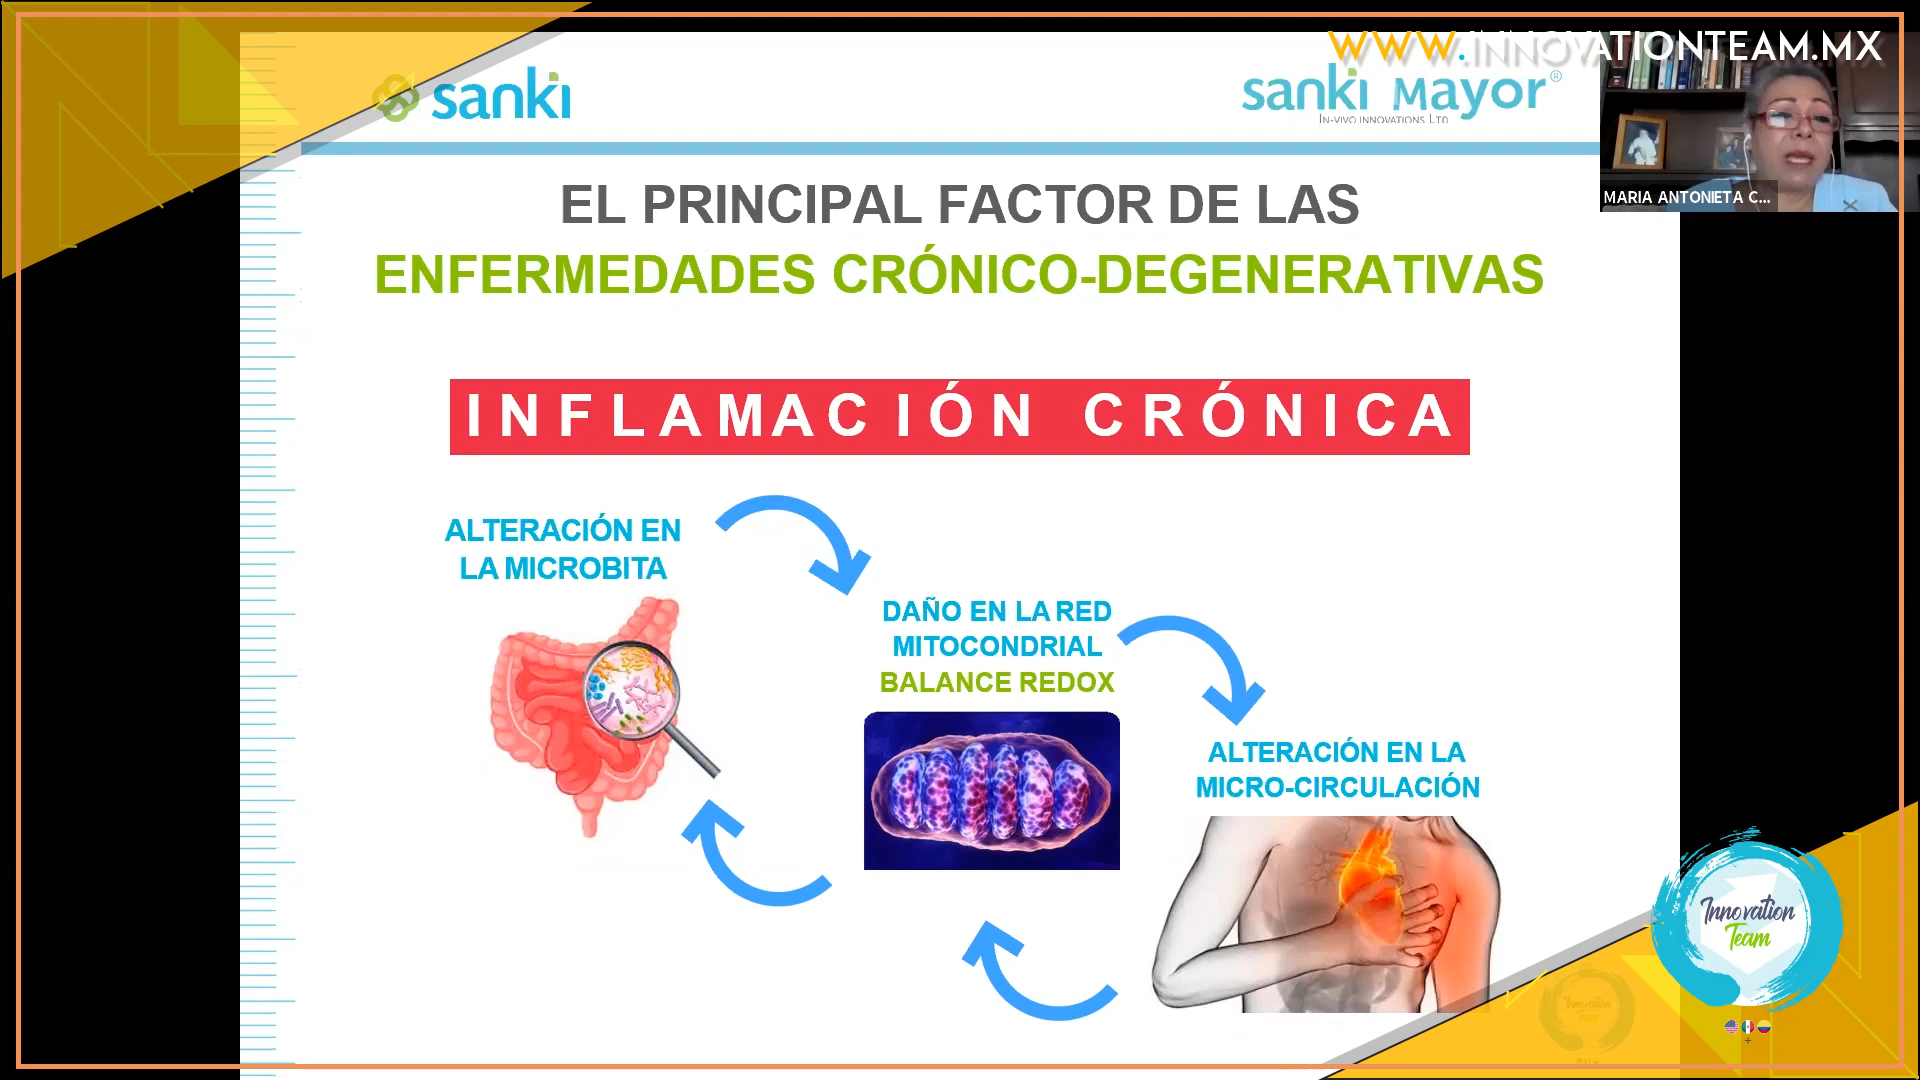 WWW.INNOVATIONTEAM.MX
sanki
sanki Mayor®
In-vivo innovations Ltd
MARIA ANTONIETA C...
EL PRINCIPAL FACTOR DE LAS
ENFERMEDADES CRÓNICO-DEGENERATIVAS
INFLAMACIÓN CRÓNICA
ALTERACIÓN EN
LA MICROBITA
DAÑO EN LA RED
MITOCONDRIAL
BALANCE REDOX
ALTERACIÓN EN LA
MICRO-CIRCULACIÓN
Innovation
Team
+
Innovation
Team